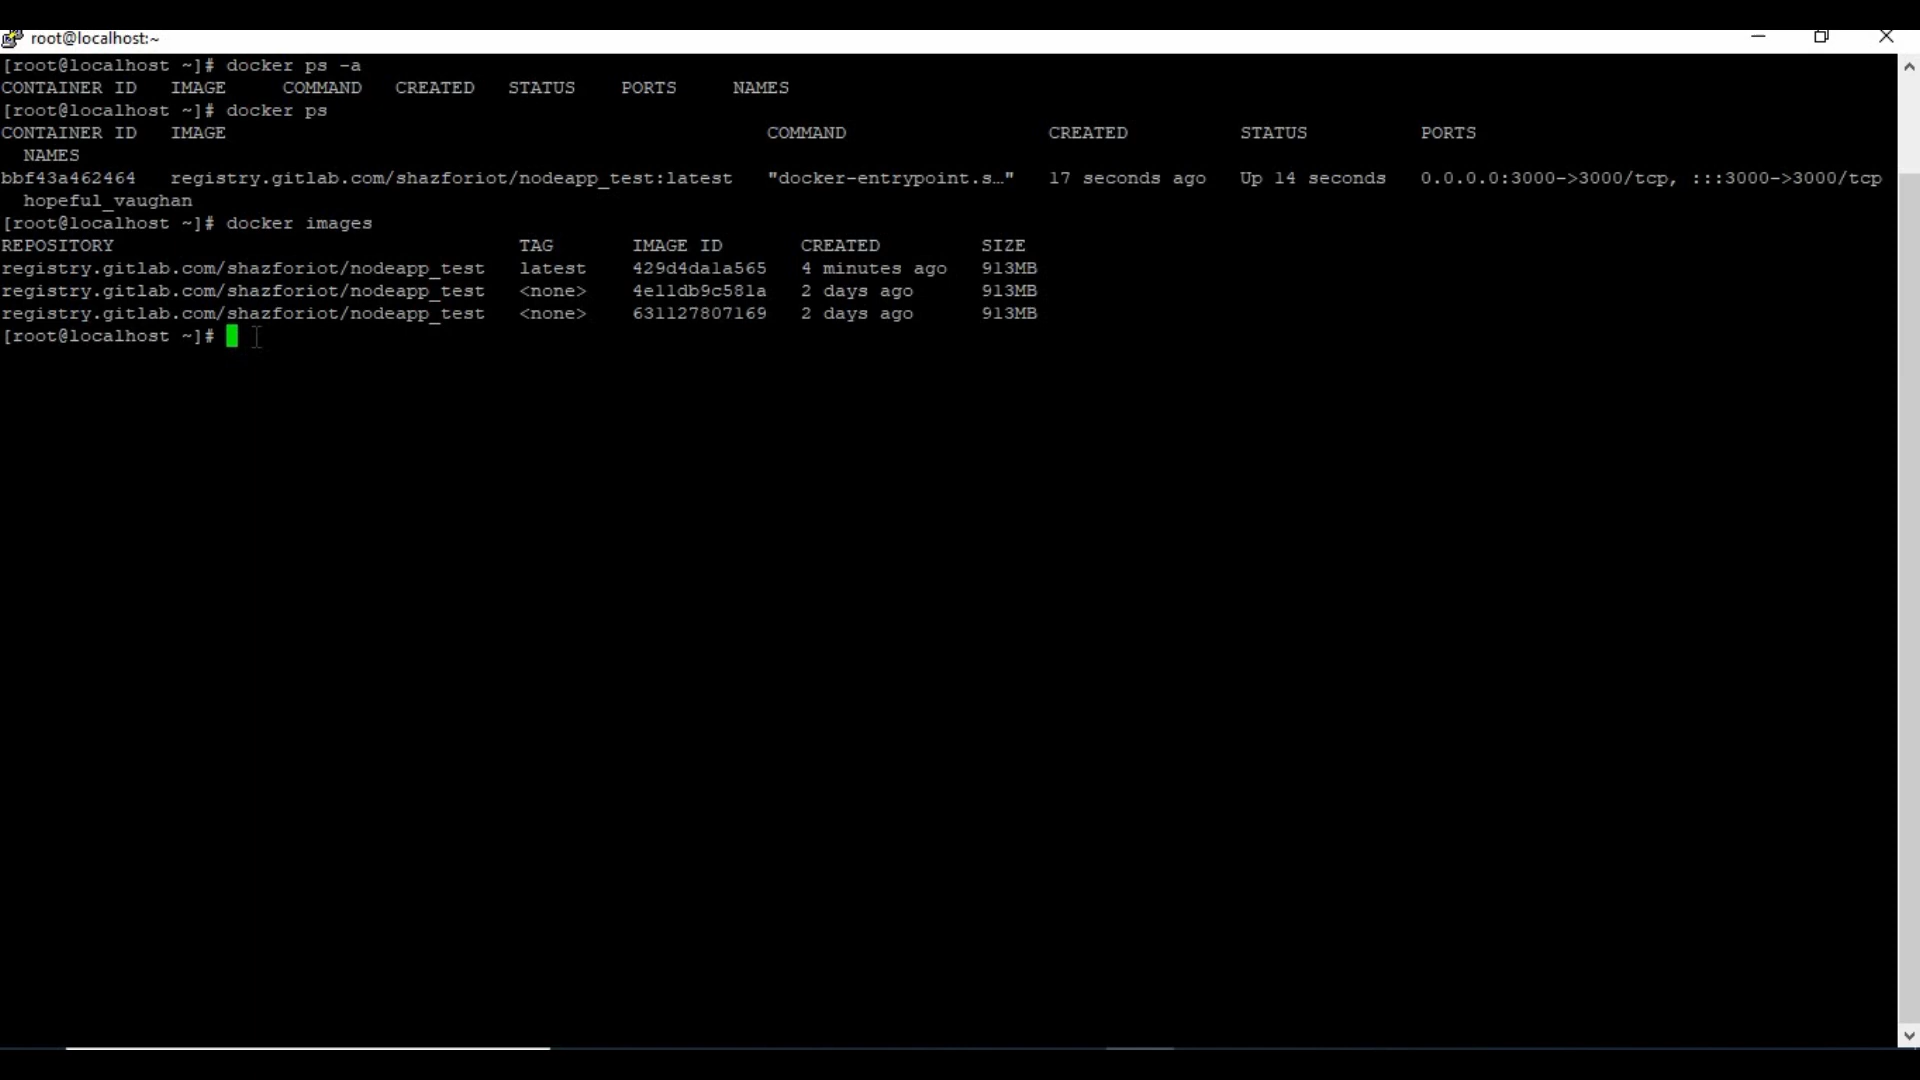 root@localhost:~
[root@localhost ~]# docker ps -a
CONTAINER ID   IMAGE     COMMAND   CREATED   STATUS    PORTS     NAMES
[root@localhost ~]# docker ps
CONTAINER ID   IMAGE                                                COMMAND                  CREATED          STATUS          PORTS
  NAMES
bbf43a462464   registry.gitlab.com/shazforiot/nodeapp_test:latest   "docker-entrypoint.s…"   17 seconds ago   Up 14 seconds   0.0.0.0:3000->3000/tcp, :::3000->3000/tcp
  hopeful_vaughan
[root@localhost ~]# docker images
REPOSITORY                                    TAG       IMAGE ID       CREATED         SIZE
registry.gitlab.com/shazforiot/nodeapp_test   latest    429d4da1a565   4 minutes ago   913MB
registry.gitlab.com/shazforiot/nodeapp_test   <none>    4e11db9c581a   2 days ago      913MB
registry.gitlab.com/shazforiot/nodeapp_test   <none>    631127807169   2 days ago      913MB
[root@localhost ~]#